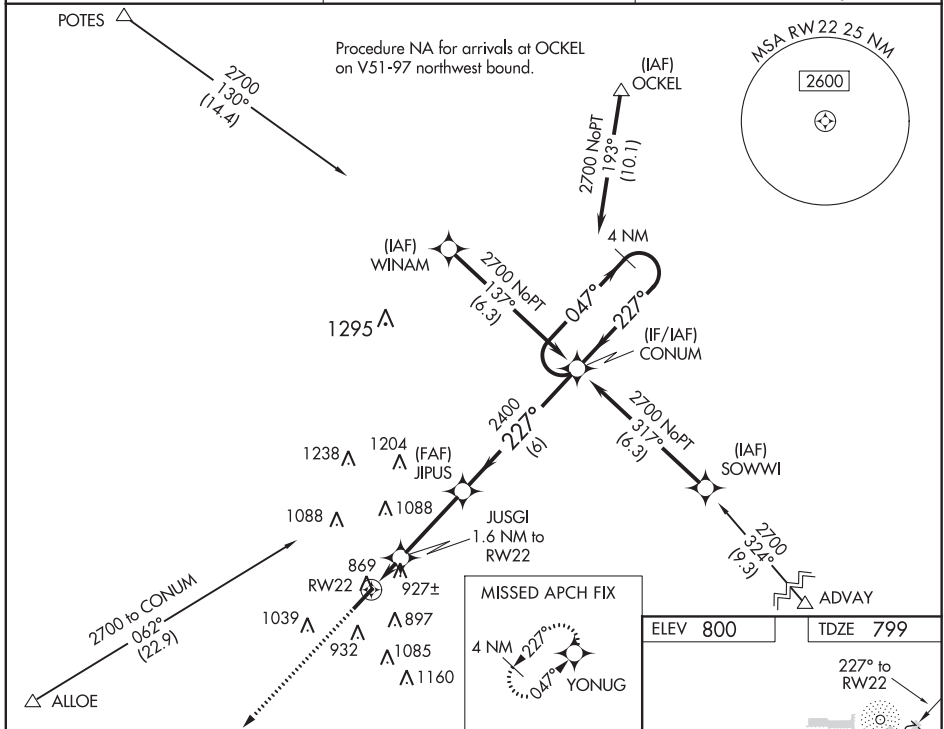 POTES
2700
130°
(14.4)
Procedure NA for arrivals at OCKEL
on V51-97 northwest bound.
(IAF)
OCKEL
2700 NoPT
193°
(10.1)
MSA RW22 25 NM
2600
(IAF)
WINAM
2700 NoPT
137°
(6.3)
4 NM
047°
227°
(IF/IAF)
CONUM
1295
2400
227°
(6)
2700 NoPT
317°
(6.3)
(IAF)
SOWWI
1238
1204
(FAF)
JIPUS
1088
1088
JUSGI
1.6 NM to
RW22
2700
324°
(9.3)
ADVAY
869
RW22
927±
2700 to CONUM
062°
(22.9)
ALLOE
1039
932
897
1085
1160
MISSED APCH FIX
4 NM
227°
047°
YONUG
ELEV 800
TDZE 799
227° to
RW22